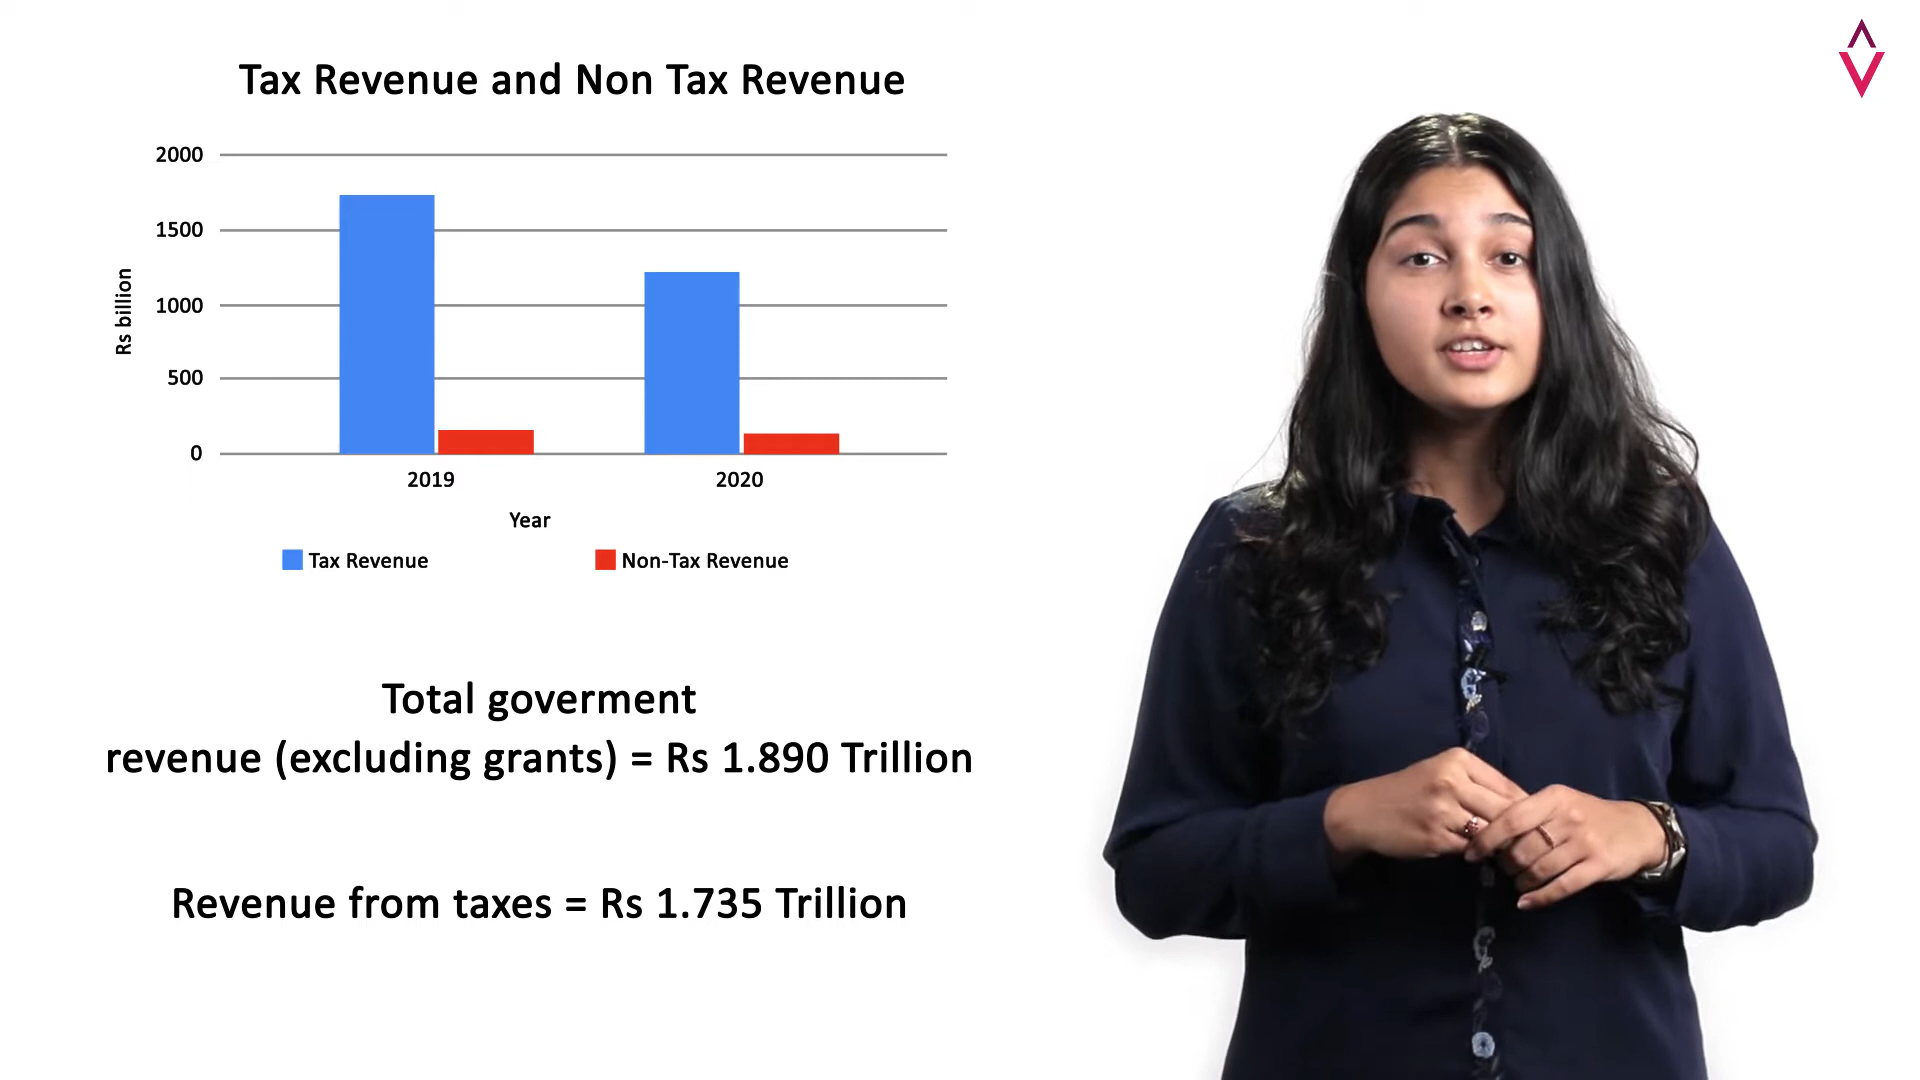 Tax Revenue and Non Tax Revenue
2000
1500
1000
500
0
Rs billion
2019
2020
Year
Tax Revenue
Non-Tax Revenue
Total goverment
revenue (excluding grants) = Rs 1.890 Trillion
Revenue from taxes = Rs 1.735 Trillion